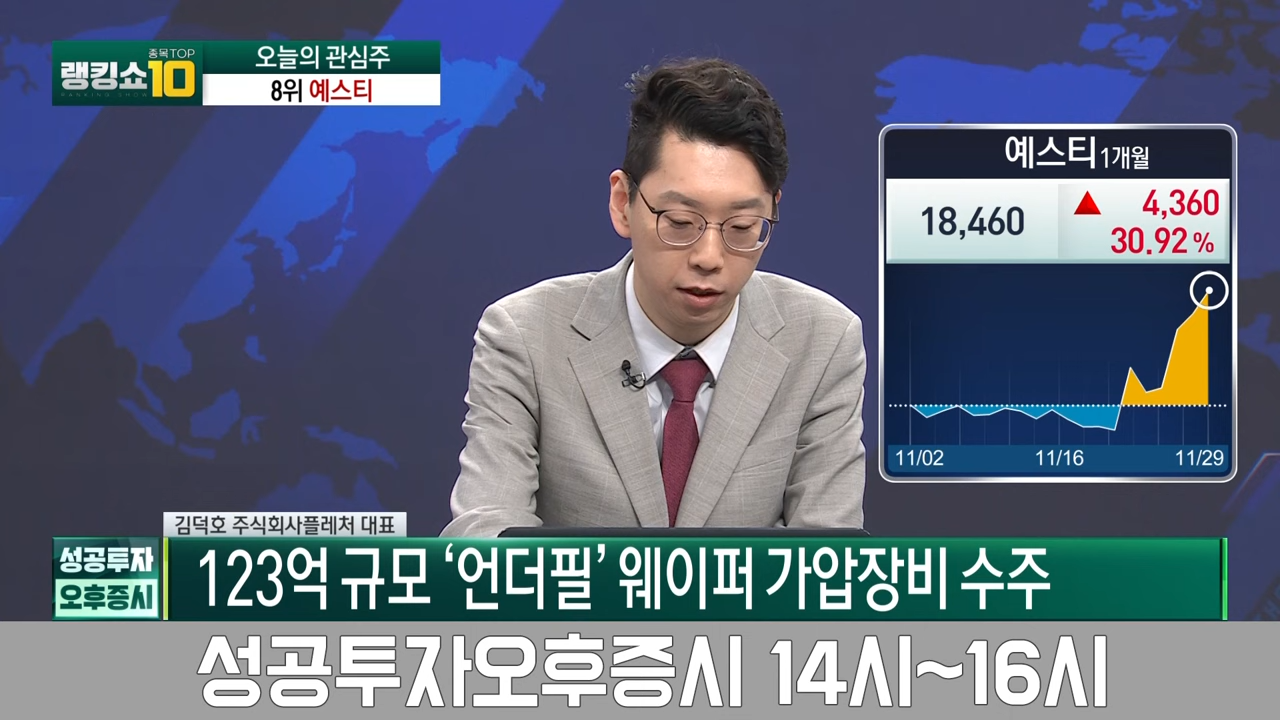 종목TOP
랭킹쇼10
RANKING SHOW
오늘의 관심주
8위 예스티
예스티 1개월
18,460
▲ 4,360
30.92 %
11/02 11/16 11/29
김덕호 주식회사플레처 대표
성공투자
오후증시
123억 규모 ‘언더필’ 웨이퍼 가압장비 수주
성공투자오후증시 14시~16시